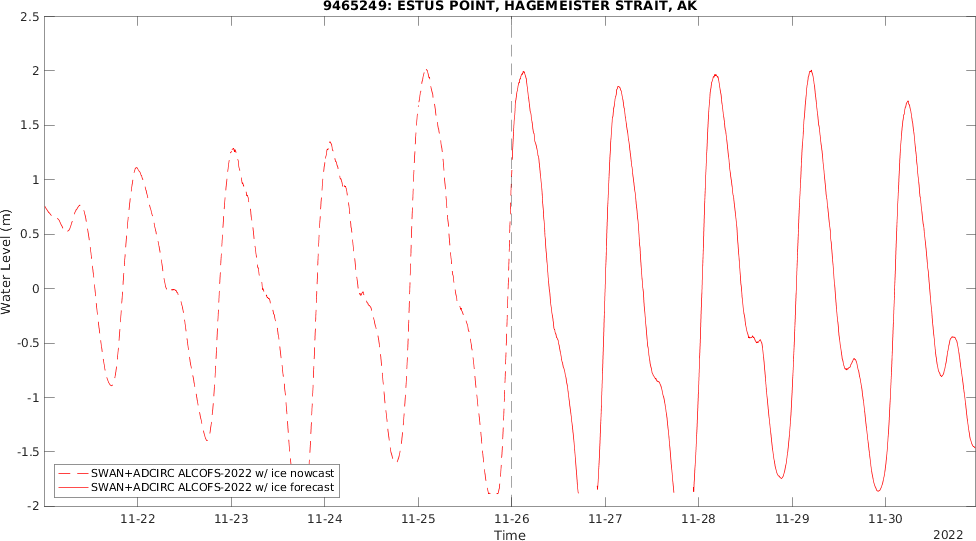 9465249: ESTUS POINT, HAGEMEISTER STRAIT, AK
2.5
2
1.5
1
0.5
0
-0.5
-1
-1.5
-2
Water Level (m)
SWAN+ADCIRC ALCOFS-2022 w/ ice nowcast
SWAN+ADCIRC ALCOFS-2022 w/ ice forecast
11-22 11-23 11-24 11-25 11-26 11-27 11-28 11-29 11-30
Time
2022